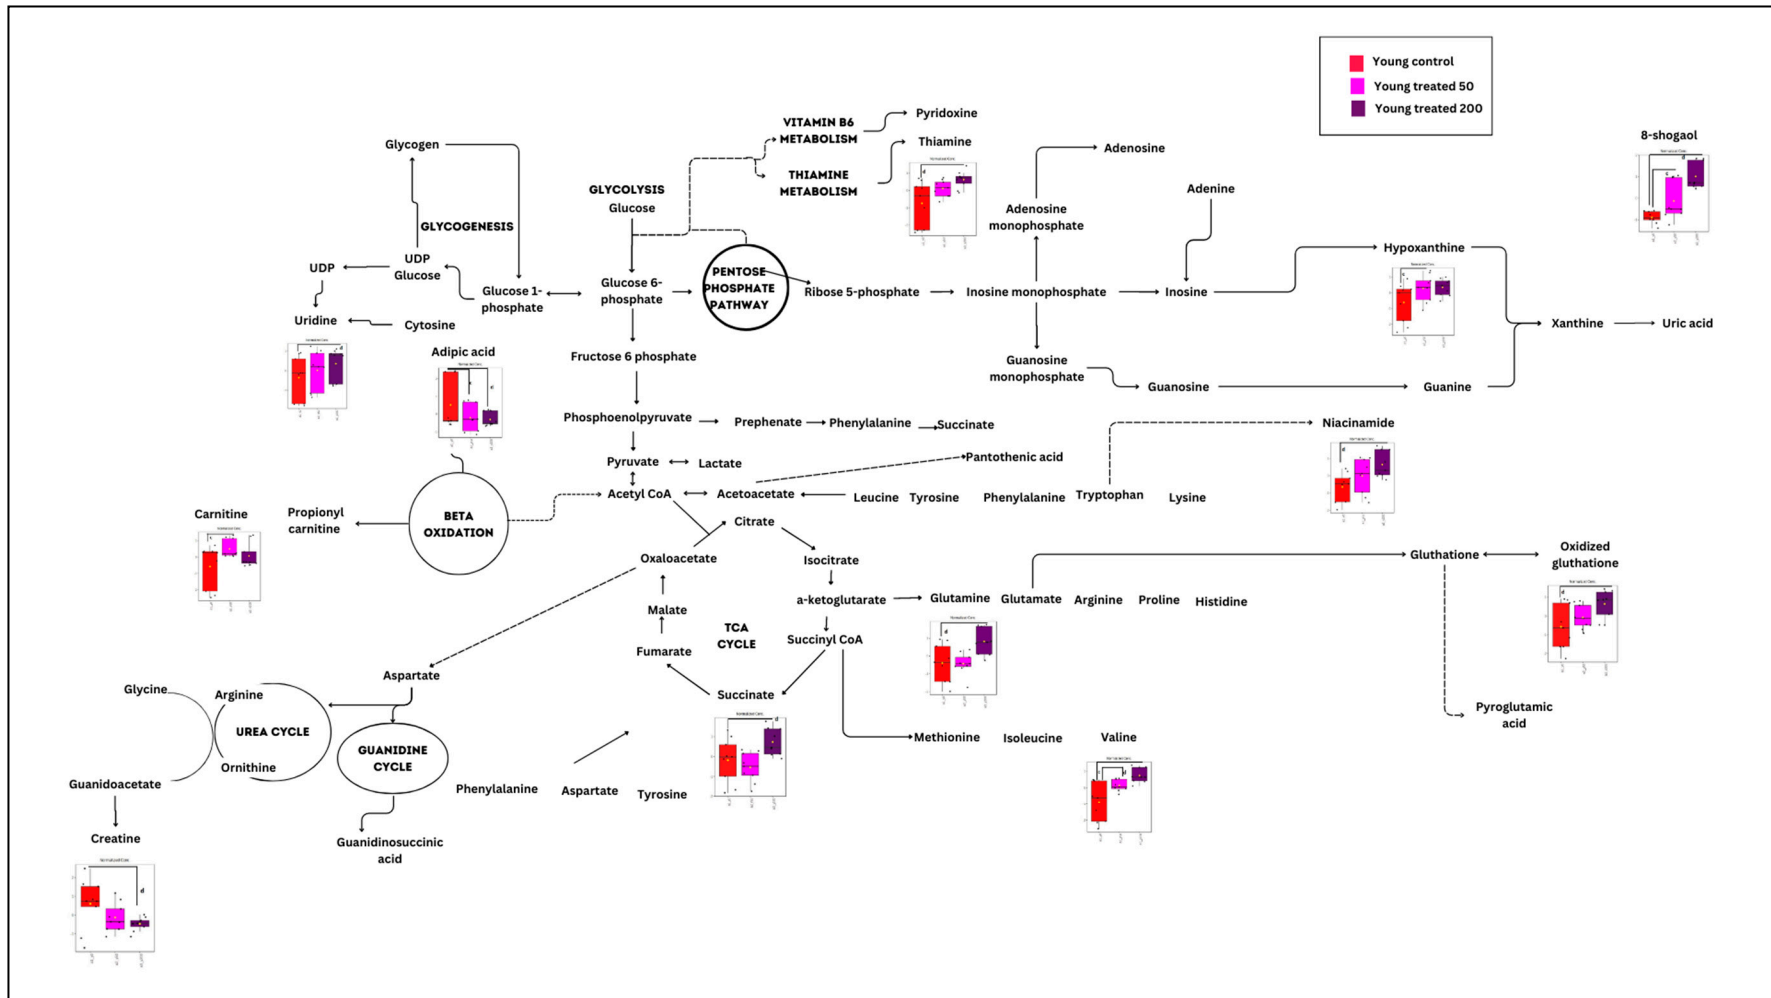 Young control
Young treated 50
Young treated 200
8-shogaol
VITAMIN B6
METABOLISM
Pyridoxine
Thiamine
THIAMINE
METABOLISM
Glycogen
GLYCOLYSIS
Glucose
GLYCOGENESIS
Adenosine
Adenine
Adenosine
monophosphate
Hypoxanthine
UDP
UDP
Glucose
Glucose 1-
phosphate
Glucose 6-
phosphate
PENTOSE
PHOSPHATE
PATHWAY
Ribose 5-phosphate
Inosine monophosphate
Inosine
Uridine
Cytosine
Xanthine
Uric acid
Adipic acid
Fructose 6 phosphate
Guanosine
monophosphate
Guanosine
Guanine
Phosphoenolpyruvate
Prephenate
Phenylalanine
Succinate
Niacinamide
Pyruvate
Lactate
Pantothenic acid
Acetyl CoA
Acetoacetate
Leucine
Tyrosine
Phenylalanine
Tryptophan
Lysine
Carnitine
Propionyl
carnitine
BETA
OXIDATION
Citrate
Oxaloacetate
Isocitrate
Gluthatione
Oxidized
gluthatione
a-ketoglutarate
Glutamine
Glutamate
Arginine
Proline
Histidine
Malate
TCA
CYCLE
Succinyl CoA
Fumarate
Aspartate
Succinate
Glycine
Arginine
UREA CYCLE
Ornithine
GUANIDINE
CYCLE
Pyroglutamic
acid
Methionine
Isoleucine
Valine
Guanidoacetate
Phenylalanine
Aspartate
Tyrosine
Creatine
Guanidinosuccinic
acid